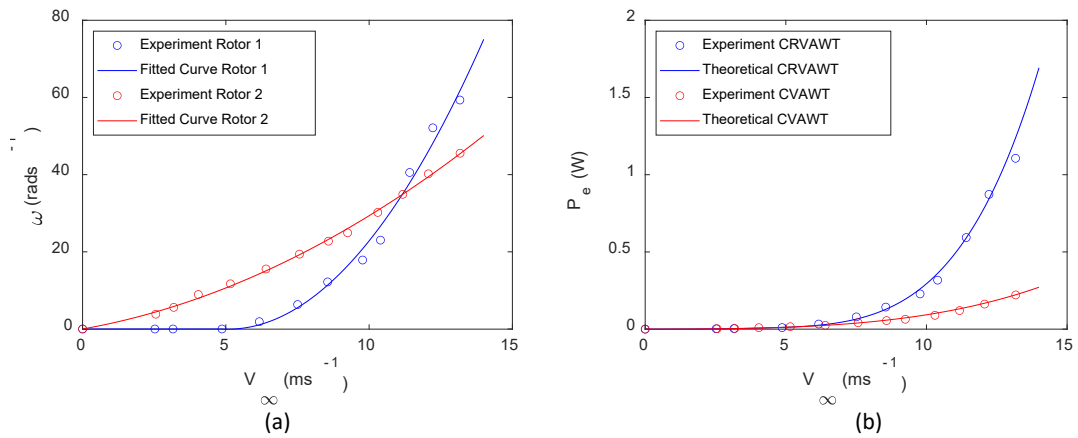 80
60
40
20
0
ω (rads⁻¹)
Experiment Rotor 1
Fitted Curve Rotor 1
Experiment Rotor 2
Fitted Curve Rotor 2
0 5 10 15
V∞ (ms⁻¹)
(a)
2
1.5
1
0.5
0
P_e (W)
Experiment CRVAWT
Theoretical CRVAWT
Experiment CVAWT
Theoretical CVAWT
0 5 10 15
V∞ (ms⁻¹)
(b)